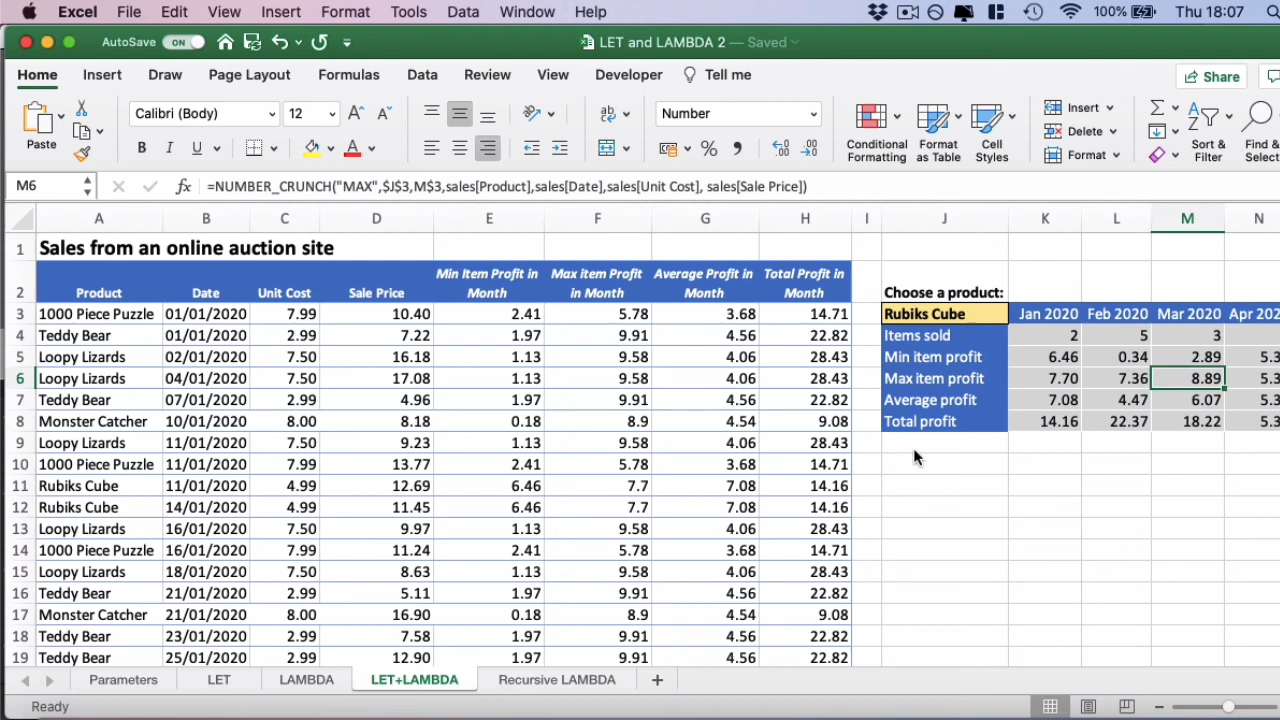 Excel File Edit View Insert Format Tools Data Window Help 100% Thu 18:07
AutoSave ON LET and LAMBDA 2 — Saved
Home Insert Draw Page Layout Formulas Data Review View Developer Tell me Share
Paste Calibri (Body) 12 A^ A˅ B I U A ab Number % Conditional Formatting Format as Table Cell Styles Insert Delete Format Sort & Filter Find & Selec
M6 fx =NUMBER_CRUNCH("MAX",$J$3,M$3,sales[Product],sales[Date],sales[Unit Cost], sales[Sale Price])
A B C D E F G H I J K L M N
1 Sales from an online auction site
2 Product Date Unit Cost Sale Price Min Item Profit in Month Max item Profit in Month Average Profit in Month Total Profit in Month Choose a product:
3 1000 Piece Puzzle 01/01/2020 7.99 10.40 2.41 5.78 3.68 14.71 Rubiks Cube Jan 2020 Feb 2020 Mar 2020 Apr 202
4 Teddy Bear 01/01/2020 2.99 7.22 1.97 9.91 4.56 22.82 Items sold 2 5 3
5 Loopy Lizards 02/01/2020 7.50 16.18 1.13 9.58 4.06 28.43 Min item profit 6.46 0.34 2.89 5.3
6 Loopy Lizards 04/01/2020 7.50 17.08 1.13 9.58 4.06 28.43 Max item profit 7.70 7.36 8.89 5.3
7 Teddy Bear 07/01/2020 2.99 4.96 1.97 9.91 4.56 22.82 Average profit 7.08 4.47 6.07 5.3
8 Monster Catcher 10/01/2020 8.00 8.18 0.18 8.9 4.54 9.08 Total profit 14.16 22.37 18.22 5.3
9 Loopy Lizards 11/01/2020 7.50 9.23 1.13 9.58 4.06 28.43
10 1000 Piece Puzzle 11/01/2020 7.99 13.77 2.41 5.78 3.68 14.71
11 Rubiks Cube 11/01/2020 4.99 12.69 6.46 7.7 7.08 14.16
12 Rubiks Cube 14/01/2020 4.99 11.45 6.46 7.7 7.08 14.16
13 Loopy Lizards 16/01/2020 7.50 9.97 1.13 9.58 4.06 28.43
14 1000 Piece Puzzle 16/01/2020 7.99 11.24 2.41 5.78 3.68 14.71
15 Loopy Lizards 18/01/2020 7.50 8.63 1.13 9.58 4.06 28.43
16 Teddy Bear 21/01/2020 2.99 5.11 1.97 9.91 4.56 22.82
17 Monster Catcher 21/01/2020 8.00 16.90 0.18 8.9 4.54 9.08
18 Teddy Bear 23/01/2020 2.99 7.58 1.97 9.91 4.56 22.82
19 Teddy Bear 25/01/2020 2.99 12.90 1.97 9.91 4.56 22.82
Parameters LET LAMBDA LET+LAMBDA Recursive LAMBDA +
Ready